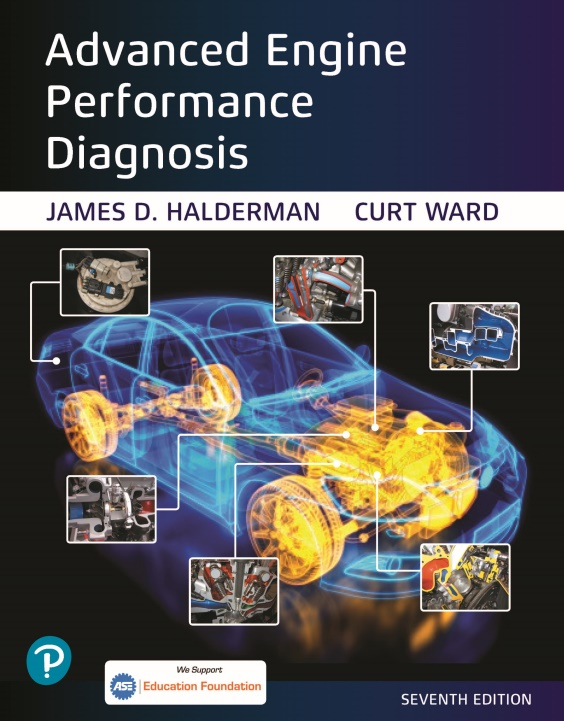 Advanced Engine
Performance
Diagnosis
JAMES D. HALDERMAN CURT WARD
P
We Support
ASE Education Foundation
SEVENTH EDITION